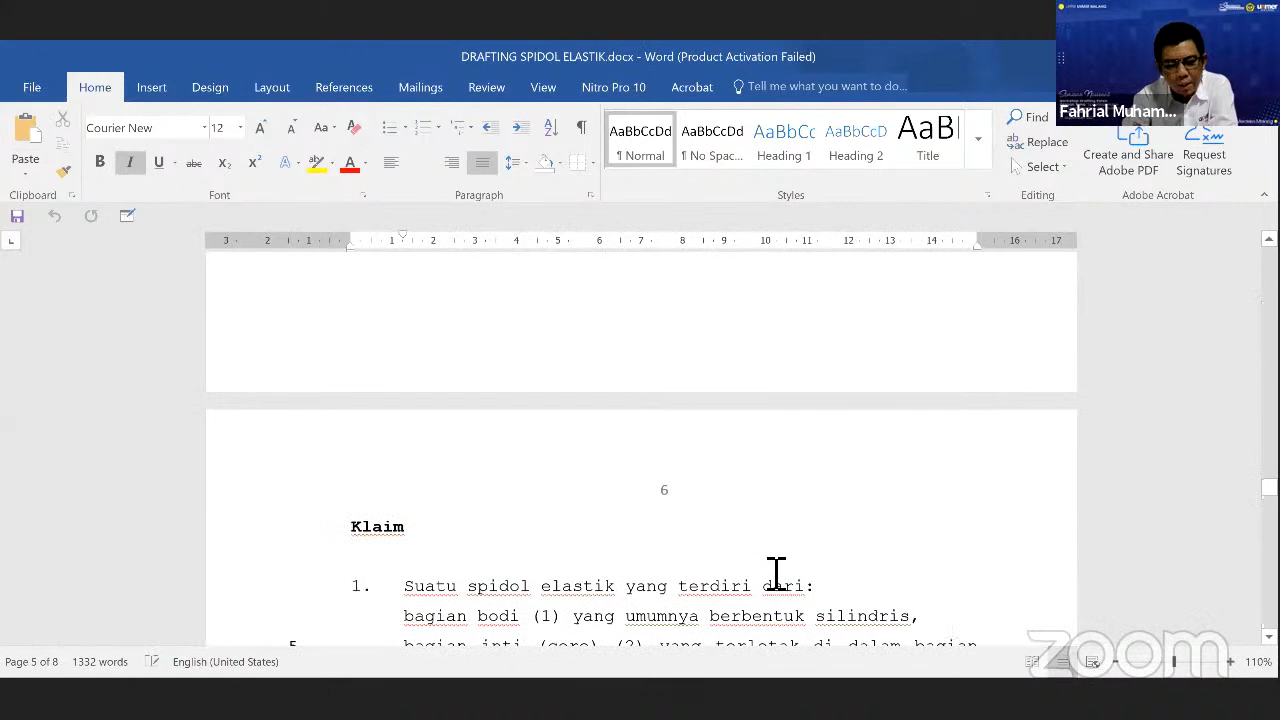 UNMER MALANG
unmer
DRAFTING SPIDOL ELASTIK.docx - Word (Product Activation Failed)
Fahrial Muham...
File
Home
Insert
Design
Layout
References
Mailings
Review
View
Nitro Pro 10
Acrobat
Tell me what you want to do...
Paste
Courier New
12
AaBbCcDd
¶ Normal
AaBbCcDd
¶ No Spac...
AaBbCc
Heading 1
AaBbCcD
Heading 2
AaB
Title
Find
Replace
Select
Create and Share
Adobe PDF
Request
Signatures
Clipboard
Font
Paragraph
Styles
Editing
Adobe Acrobat
3 2 1 1 2 3 4 5 6 7 8 9 10 11 12 13 14 16 17
6
Klaim
1. Suatu spidol elastik yang terdiri dari:
bagian bodi (1) yang umumnya berbentuk silindris,
5 bagian inti (core) (2) yang terletak di dalam bagian
zoom
Page 5 of 8
1332 words
English (United States)
110%